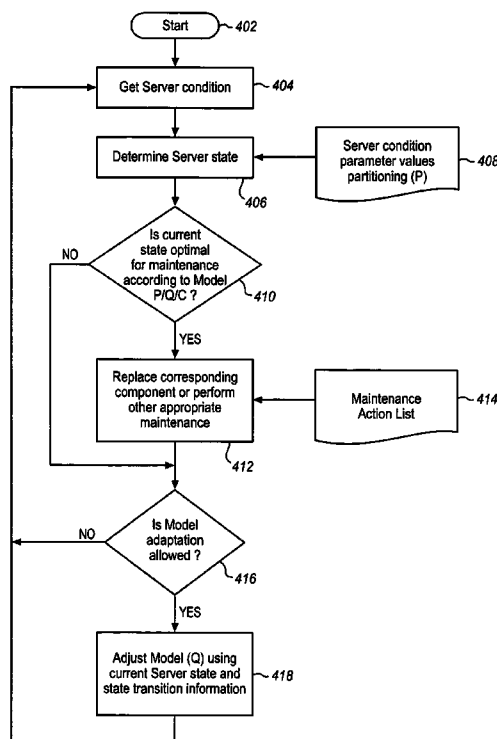 Start
402
Get Server condition
404
Determine Server state
406
Server condition
parameter values
partitioning (P)
408
Is current
state optimal
for maintenance
according to Model
P/Q/C ?
410
NO
YES
Replace corresponding
component or perform
other appropriate
maintenance
412
Maintenance
Action List
414
Is Model
adaptation
allowed ?
416
NO
YES
Adjust Model (Q) using
current Server state and
state transition information
418